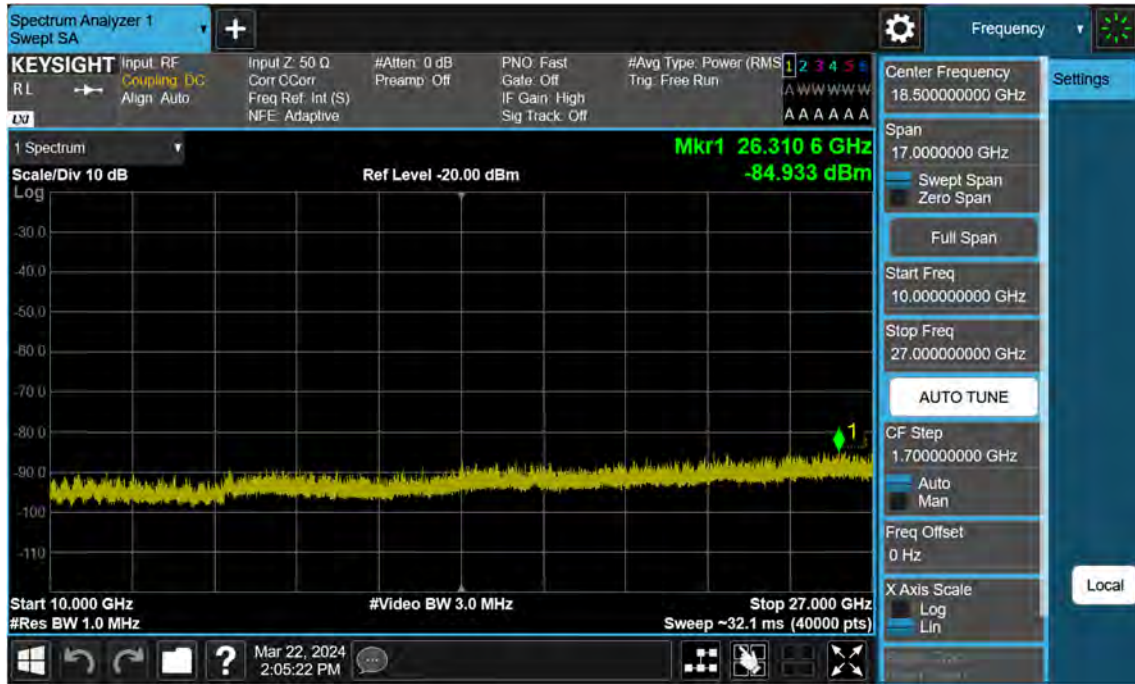 Spectrum Analyzer 1
Swept SA
Frequency
KEYSIGHT
R L
LXI
Input: RF
Coupling: DC
Align: Auto
Input Z: 50 Ω
Corr CCorr
Freq Ref: Int (S)
NFE: Adaptive
#Atten: 0 dB
Preamp: Off
PNO: Fast
Gate: Off
IF Gain: High
Sig Track: Off
#Avg Type: Power (RMS
Trig: Free Run
1 2 3 4 5 6
A W W W W W
A A A A A A
1 Spectrum
Scale/Div 10 dB
Ref Level -20.00 dBm
Mkr1 26.310 6 GHz
-84.933 dBm
Log
-30.0
-40.0
-50.0
-60.0
-70.0
-80.0
-90.0
-100
-110
1
Start 10.000 GHz
#Video BW 3.0 MHz
Stop 27.000 GHz
#Res BW 1.0 MHz
Sweep ~32.1 ms (40000 pts)
?
Mar 22, 2024
2:05:22 PM
Center Frequency
18.500000000 GHz
Span
17.0000000 GHz
Swept Span
Zero Span
Full Span
Start Freq
10.000000000 GHz
Stop Freq
27.000000000 GHz
AUTO TUNE
CF Step
1.700000000 GHz
Auto
Man
Freq Offset
0 Hz
X Axis Scale
Log
Lin
Settings
Local